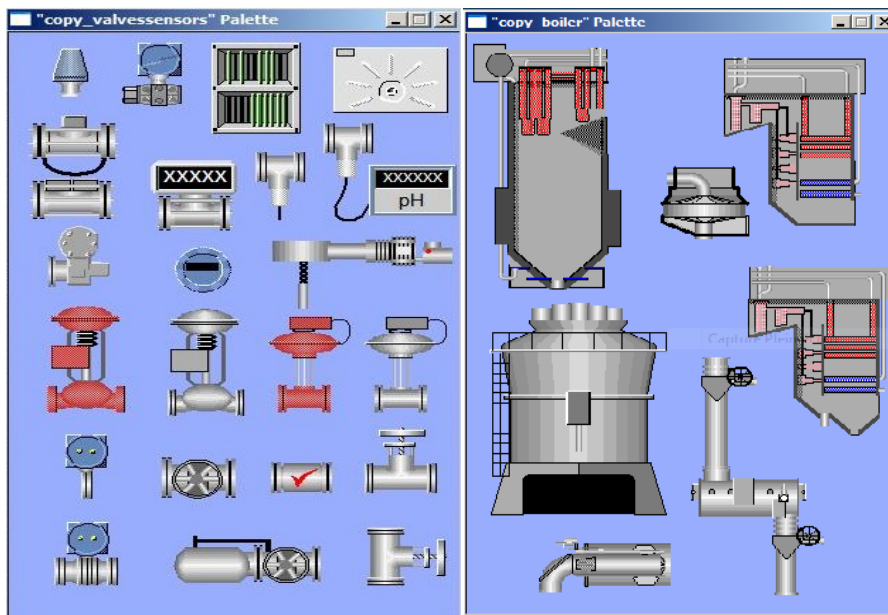 "copy_valvessensors" Palette
"copy_boiler" Palette
XXXXX
XXXXXX
pH